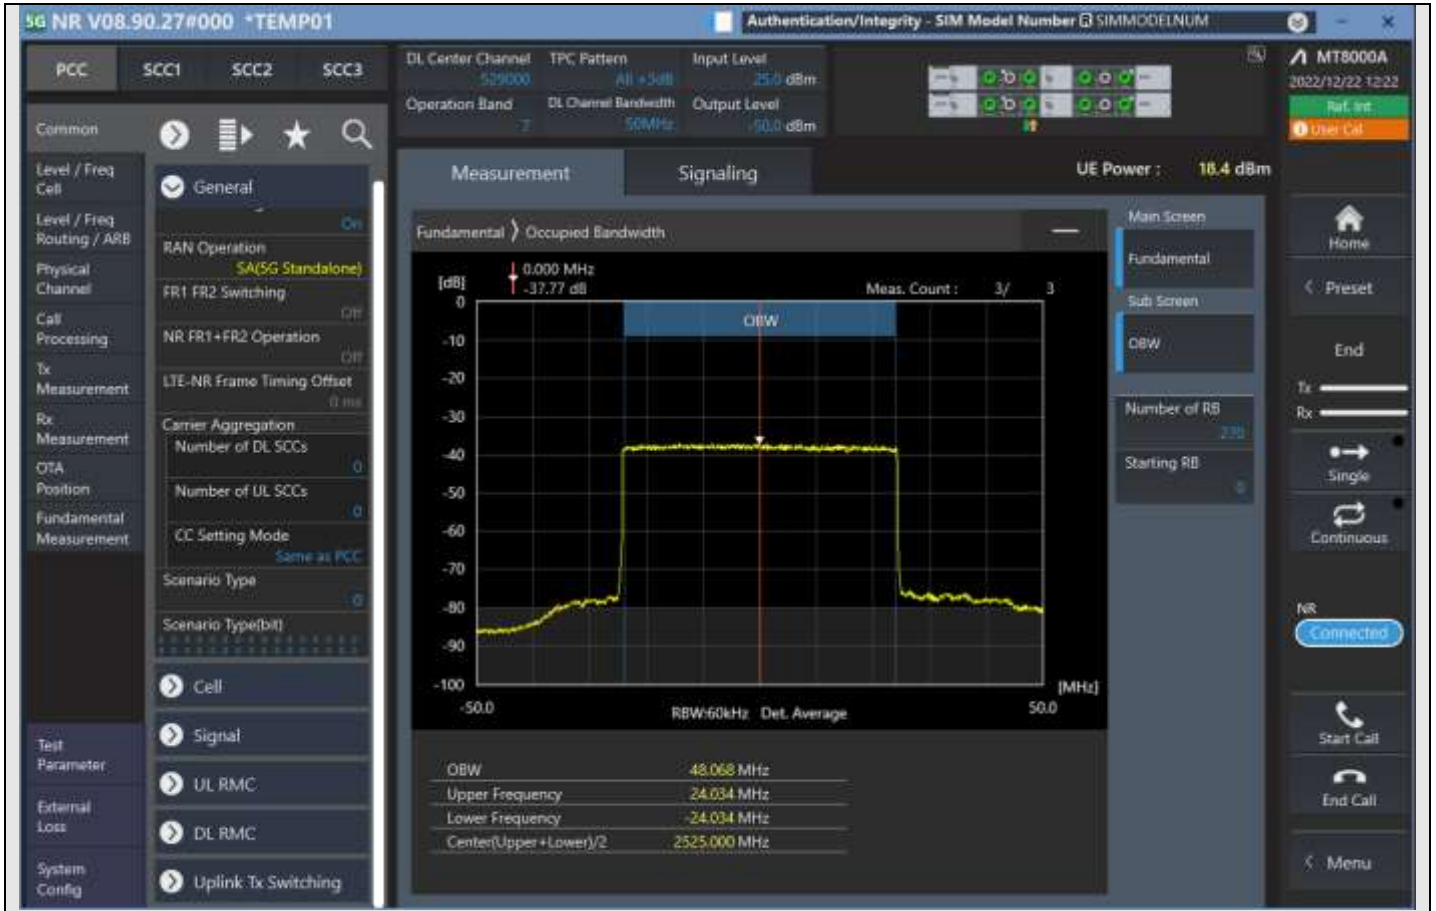 5G NR V08.90.27#000 *TEMP01
Authentication/Integrity - SIM Model Number
SIMMODELNUM
PCC
SCC1
SCC2
SCC3
DL Center Channel
529000
TPC Pattern
All +3dB
Input Level
25.0 dBm
Operation Band
7
DL Channel Bandwidth
50MHz
Output Level
-50.0 dBm
MT8000A
2022/12/22 12:22
Ref. Int
User Cal
Common
Level / Freq
Cell
Level / Freq
Routing / ARB
Physical
Channel
Call
Processing
Tx
Measurement
Rx
Measurement
OTA
Position
Fundamental
Measurement
Test
Parameter
External
Loss
System
Config
General
On
RAN Operation
SA(5G Standalone)
FR1 FR2 Switching
Off
NR FR1+FR2 Operation
Off
LTE-NR Frame Timing Offset
0 ms
Carrier Aggregation
Number of DL SCCs
0
Number of UL SCCs
0
CC Setting Mode
Same as PCC
Scenario Type
0
Scenario Type(bit)
Cell
Signal
UL RMC
DL RMC
Uplink Tx Switching
Measurement
Signaling
UE Power : 18.4 dBm
Fundamental
Occupied Bandwidth
0.000 MHz
-37.77 dB
Meas. Count : 3/ 3
[dB]
0
-10
-20
-30
-40
-50
-60
-70
-80
-90
-100
OBW
-50.0
RBW:60kHz Det. Average
50.0
[MHz]
OBW 48.068 MHz
Upper Frequency 24.034 MHz
Lower Frequency -24.034 MHz
Center(Upper+Lower)/2 2525.000 MHz
Main Screen
Fundamental
Sub Screen
OBW
Number of RB
270
Starting RB
0
Home
Preset
End
Tx
Rx
Single
Continuous
NR
Connected
Start Call
End Call
Menu